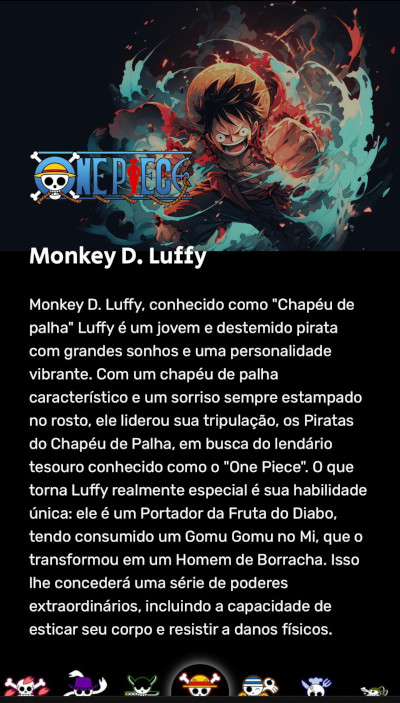 ONE PIECE
Monkey D. Luffy
Monkey D. Luffy, conhecido como "Chapéu de
palha" Luffy é um jovem e destemido pirata
com grandes sonhos e uma personalidade
vibrante. Com um chapéu de palha
característico e um sorriso sempre estampado
no rosto, ele liderou sua tripulação, os Piratas
do Chapéu de Palha, em busca do lendário
tesouro conhecido como o "One Piece". O que
torna Luffy realmente especial é sua habilidade
única: ele é um Portador da Fruta do Diabo,
tendo consumido um Gomu Gomu no Mi, que o
transformou em um Homem de Borracha. Isso
lhe concederá uma série de poderes
extraordinários, incluindo a capacidade de
esticar seu corpo e resistir a danos físicos.